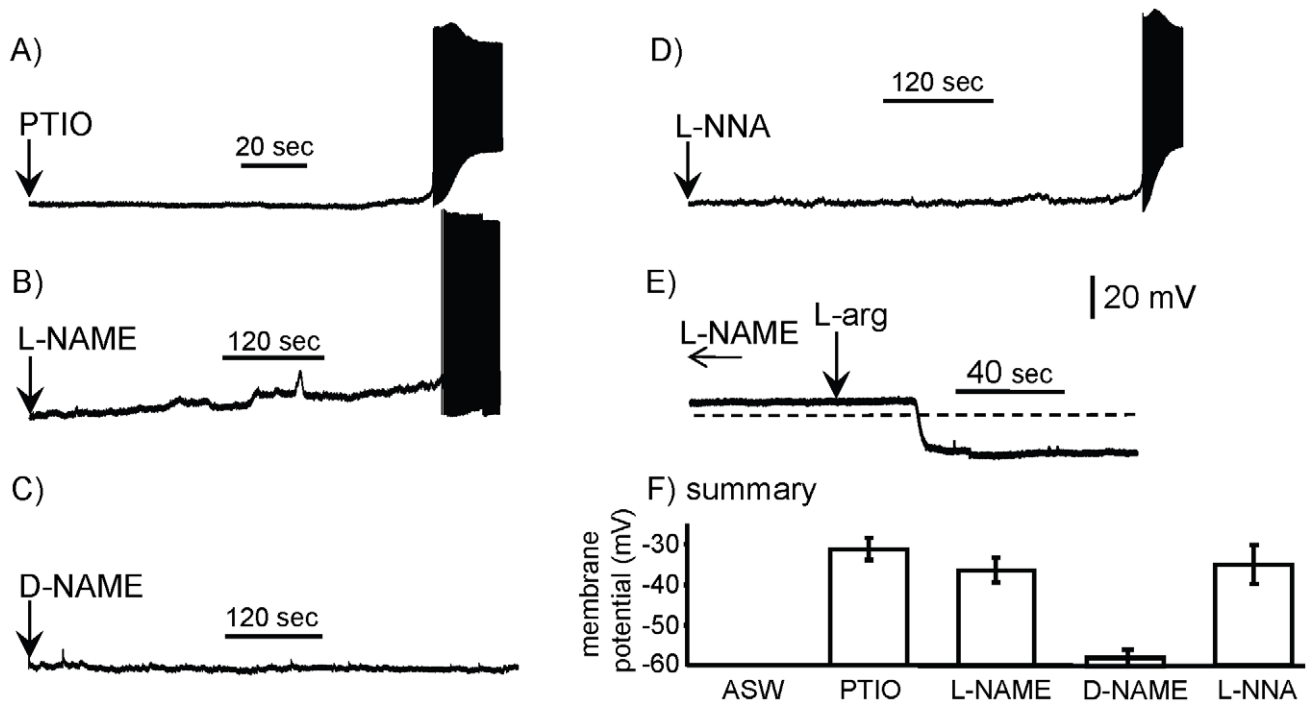 A)
PTIO
20 sec
B)
L-NAME
120 sec
C)
D-NAME
120 sec
D)
L-NNA
120 sec
E)
20 mV
L-NAME
L-arg
40 sec
F) summary
membrane
potential (mV)
-30
-40
-50
-60
ASW PTIO L-NAME D-NAME L-NNA